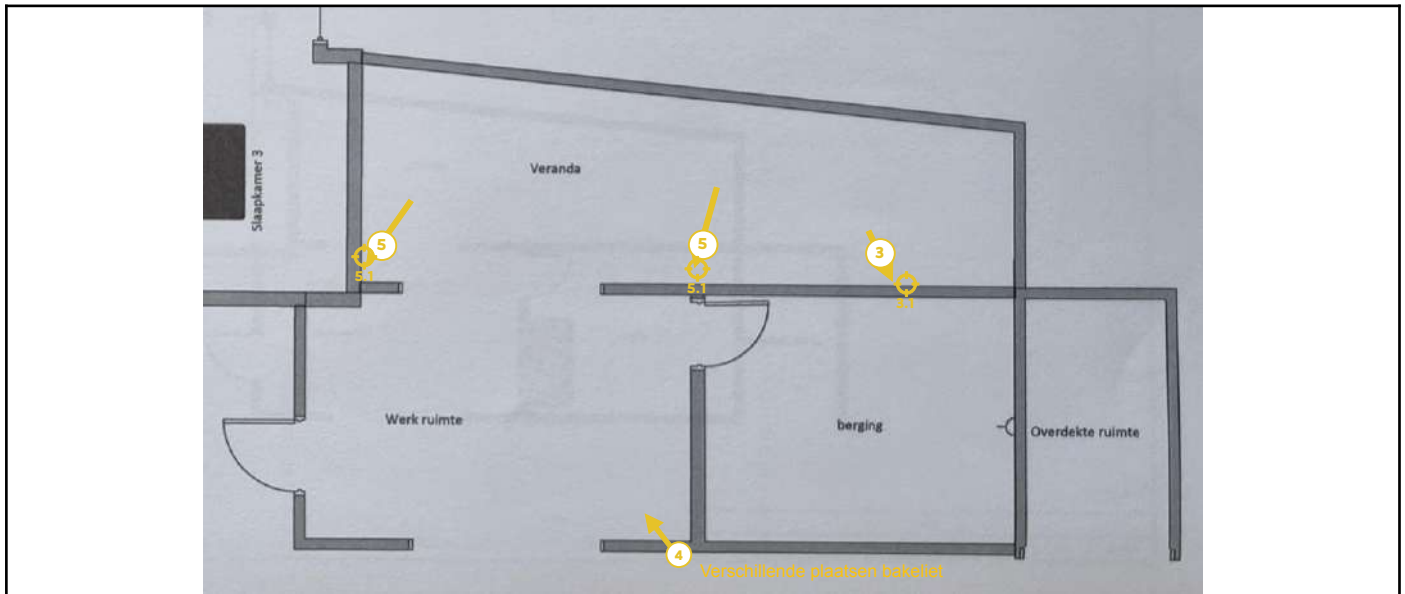 Slaapkamer 3
Veranda
5
5
3
5.1
5.1
5.1
Werk ruimte
berging
Overdekte ruimte
4
Verschillende plaatsen bakeliet